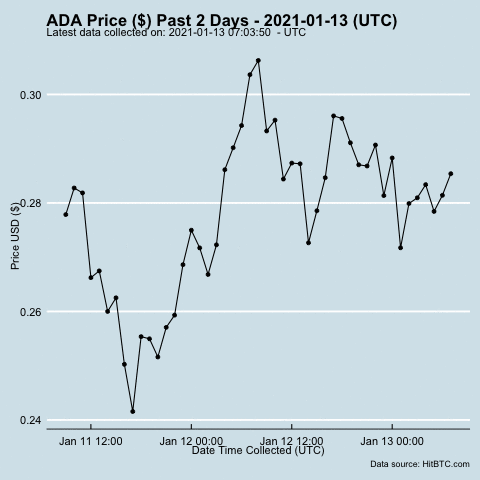 ADA Price ($) Past 2 Days - 2021-01-13 (UTC)
Latest data collected on: 2021-01-13 07:03:50 - UTC
0.30
0.28
0.26
0.24
Price USD ($)
Jan 11 12:00
Jan 12 00:00
Jan 12 12:00
Jan 13 00:00
Date Time Collected (UTC)
Data source: HitBTC.com